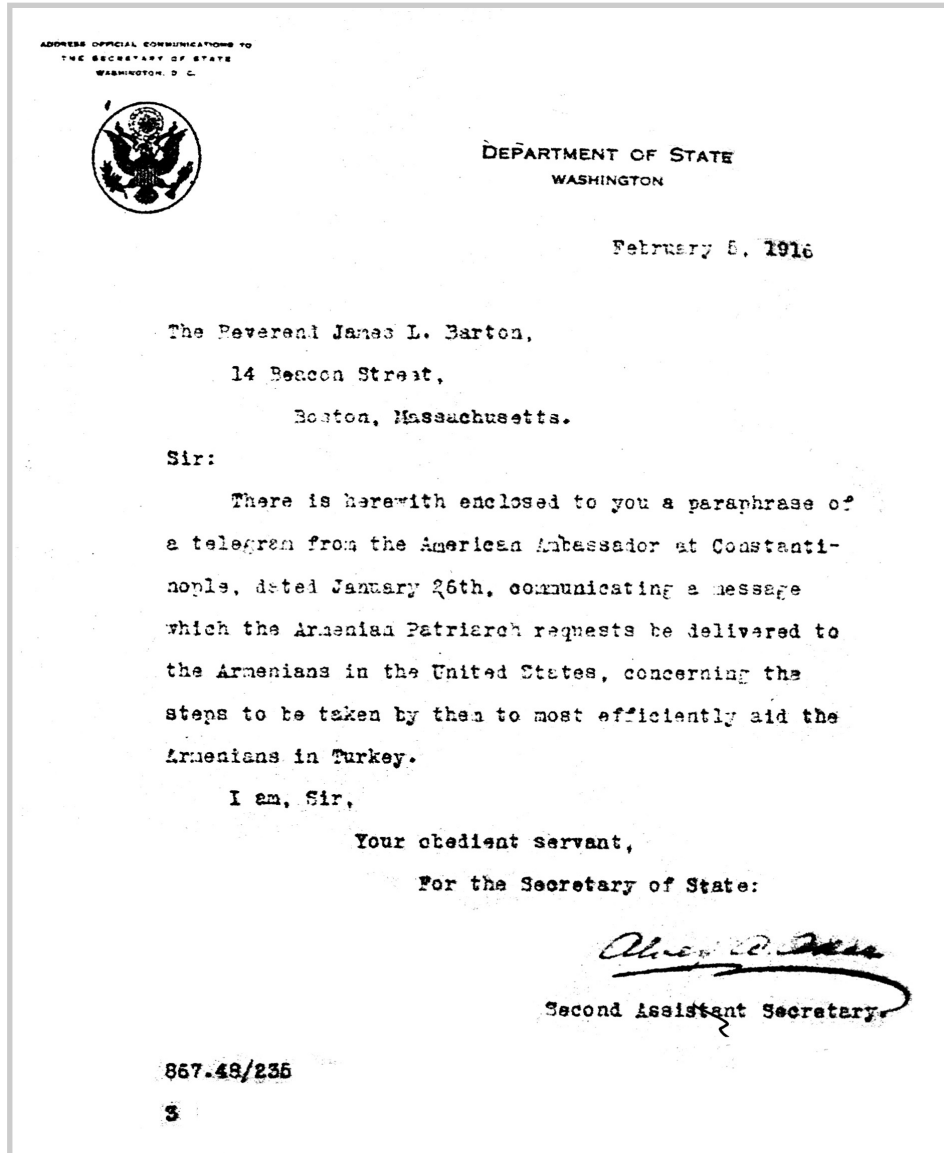 ADDRESS OFFICIAL COMMUNICATIONS TO
THE SECRETARY OF STATE
WASHINGTON, D. C.
DEPARTMENT OF STATE
WASHINGTON
February 5, 1916
The Reverend James L. Barton,
14 Beacon Street,
Boston, Massachusetts.
Sir:
There is herewith enclosed to you a paraphrase of
a telegram from the American Ambassador at Constanti-
nople, dated January 26th, communicating a message
which the Armenian Patriarch requests be delivered to
the Armenians in the United States, concerning the
steps to be taken by them to most efficiently aid the
Armenians in Turkey.
I am, Sir,
Your obedient servant,
For the Secretary of State:
Alvey A. Adee
Second Assistant Secretary.
867.48/235
3